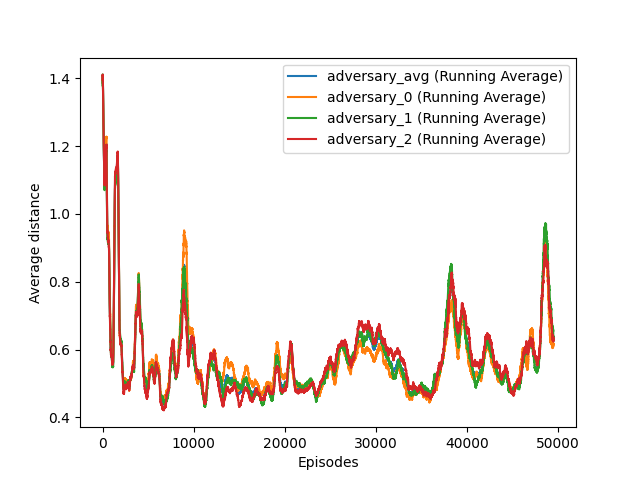 adversary_avg (Running Average)
adversary_0 (Running Average)
adversary_1 (Running Average)
adversary_2 (Running Average)
Average distance
1.4
1.2
1.0
0.8
0.6
0.4
0 10000 20000 30000 40000 50000
Episodes